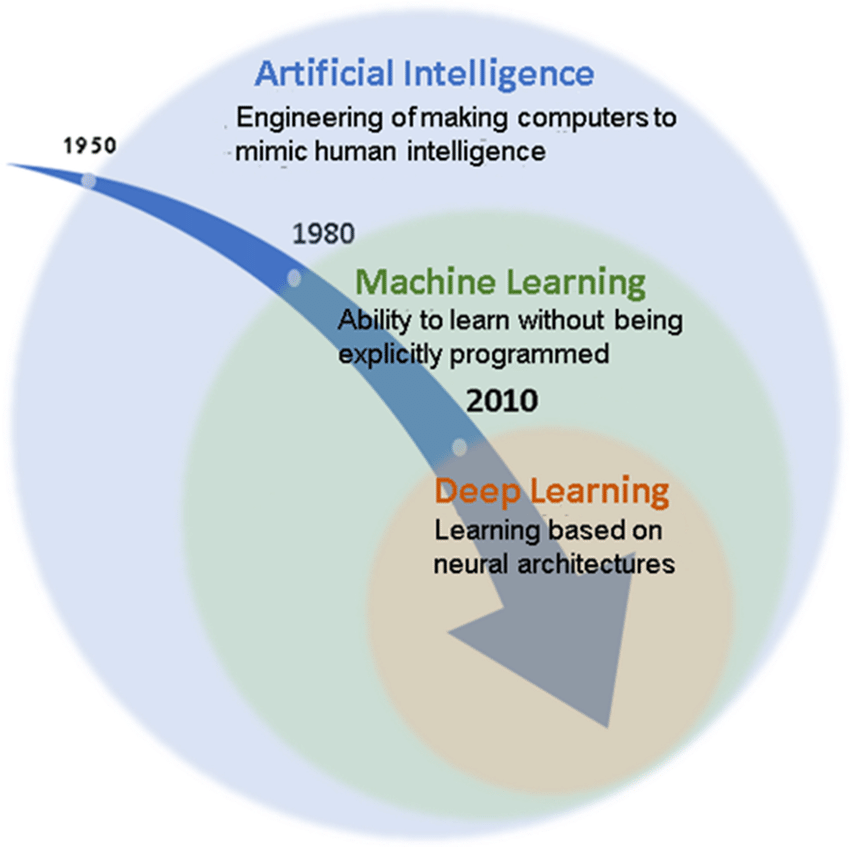 Artificial Intelligence
Engineering of making computers to
mimic human intelligence
1950
1980
Machine Learning
Ability to learn without being
explicitly programmed
2010
Deep Learning
Learning based on
neural architectures